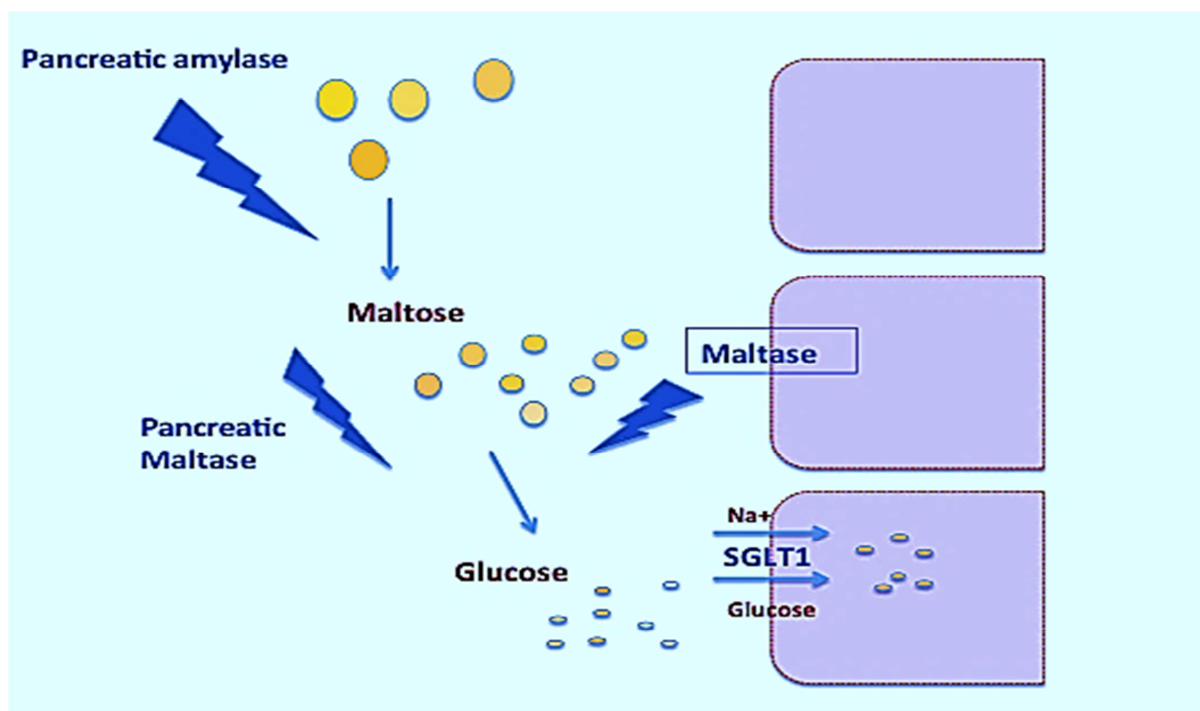 Pancreatic amylase
Maltose
Maltase
Pancreatic
Maltase
Na+
SGLT1
Glucose
Glucose